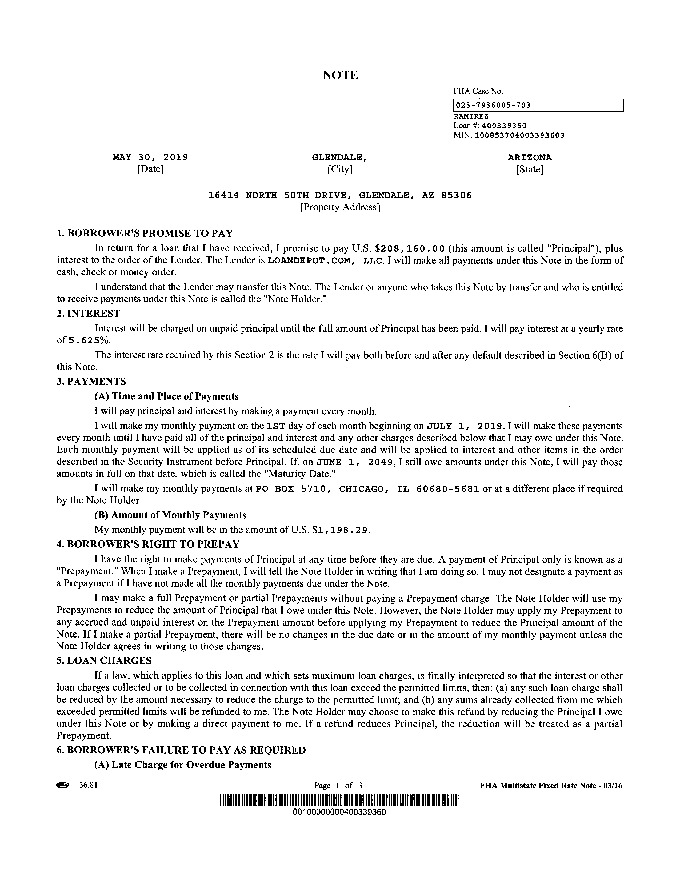 NOTE
FHA Case No.
023-7936005-703
RAMIREZ
Loan #: 400339360
MIN: 100853704003393603
MAY 30, 2019 GLENDALE, ARIZONA
[Date] [City] [State]
16414 NORTH 50TH DRIVE, GLENDALE, AZ 85306
[Property Address]
1. BORROWER'S PROMISE TO PAY
In return for a loan that I have received, I promise to pay U.S. $208,160.00 (this amount is called "Principal"), plus
interest to the order of the Lender. The Lender is LOANDEPOT.COM, LLC. I will make all payments under this Note in the form of
cash, check or money order.
I understand that the Lender may transfer this Note. The Lender or anyone who takes this Note by transfer and who is entitled
to receive payments under this Note is called the "Note Holder."
2. INTEREST
Interest will be charged on unpaid principal until the full amount of Principal has been paid. I will pay interest at a yearly rate
of 5.625%.
The interest rate required by this Section 2 is the rate I will pay both before and after any default described in Section 6(B) of
this Note.
3. PAYMENTS
(A) Time and Place of Payments
I will pay principal and interest by making a payment every month.
I will make my monthly payment on the 1ST day of each month beginning on JULY 1, 2019. I will make these payments
every month until I have paid all of the principal and interest and any other charges described below that I may owe under this Note.
Each monthly payment will be applied as of its scheduled due date and will be applied to interest and other items in the order
described in the Security Instrument before Principal. If, on JUNE 1, 2049, I still owe amounts under this Note, I will pay those
amounts in full on that date, which is called the "Maturity Date."
I will make my monthly payments at PO BOX 5710, CHICAGO, IL 60680-5681 or at a different place if required
by the Note Holder.
(B) Amount of Monthly Payments
My monthly payment will be in the amount of U.S. $1,198.29.
4. BORROWER'S RIGHT TO PREPAY
I have the right to make payments of Principal at any time before they are due. A payment of Principal only is known as a
"Prepayment." When I make a Prepayment, I will tell the Note Holder in writing that I am doing so. I may not designate a payment as
a Prepayment if I have not made all the monthly payments due under the Note.
I may make a full Prepayment or partial Prepayments without paying a Prepayment charge. The Note Holder will use my
Prepayments to reduce the amount of Principal that I owe under this Note. However, the Note Holder may apply my Prepayment to
any accrued and unpaid interest on the Prepayment amount before applying my Prepayment to reduce the Principal amount of the
Note. If I make a partial Prepayment, there will be no changes in the due date or in the amount of my monthly payment unless the
Note Holder agrees in writing to those changes.
5. LOAN CHARGES
If a law, which applies to this loan and which sets maximum loan charges, is finally interpreted so that the interest or other
loan charges collected or to be collected in connection with this loan exceed the permitted limits, then: (a) any such loan charge shall
be reduced by the amount necessary to reduce the charge to the permitted limit; and (b) any sums already collected from me which
exceeded permitted limits will be refunded to me. The Note Holder may choose to make this refund by reducing the Principal I owe
under this Note or by making a direct payment to me. If a refund reduces Principal, the reduction will be treated as a partial
Prepayment.
6. BORROWER'S FAILURE TO PAY AS REQUIRED
(A) Late Charge for Overdue Payments
36.81 Page 1 of 3 FHA Multistate Fixed Rate Note - 03/16